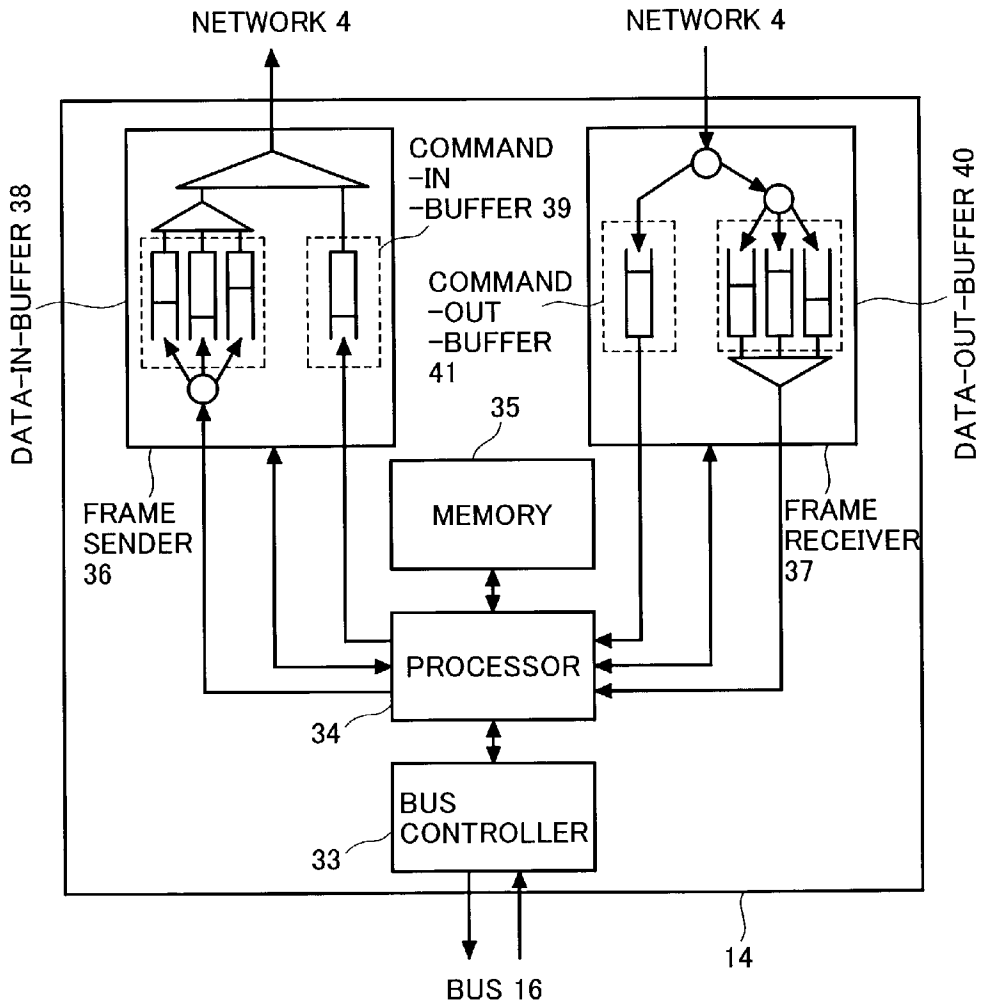 NETWORK 4
NETWORK 4
DATA-IN-BUFFER 38
COMMAND
-IN
-BUFFER 39
COMMAND
-OUT
-BUFFER
41
DATA-OUT-BUFFER 40
FRAME
SENDER
36
35
MEMORY
FRAME
RECEIVER
37
PROCESSOR
34
BUS
CONTROLLER
33
14
BUS 16